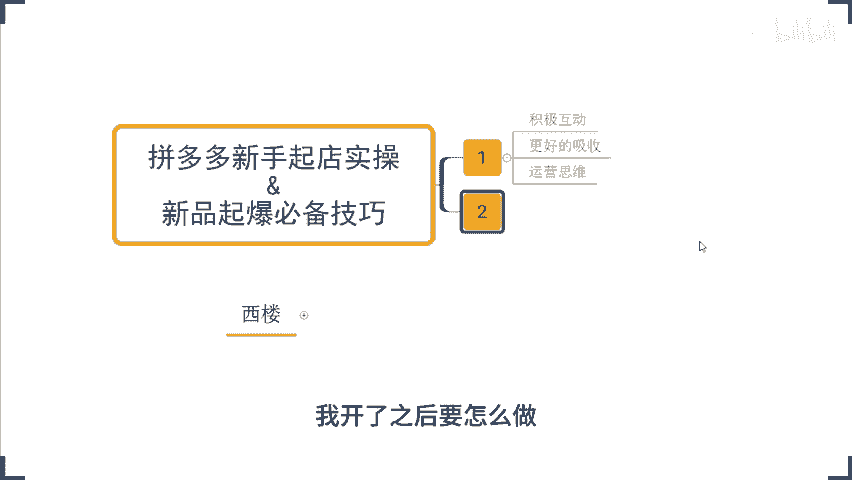 拼多多新手起店实操
&
新品起爆必备技巧
1
积极互动
更好的吸收
运营思维
2
西楼
我开了之后要怎么做